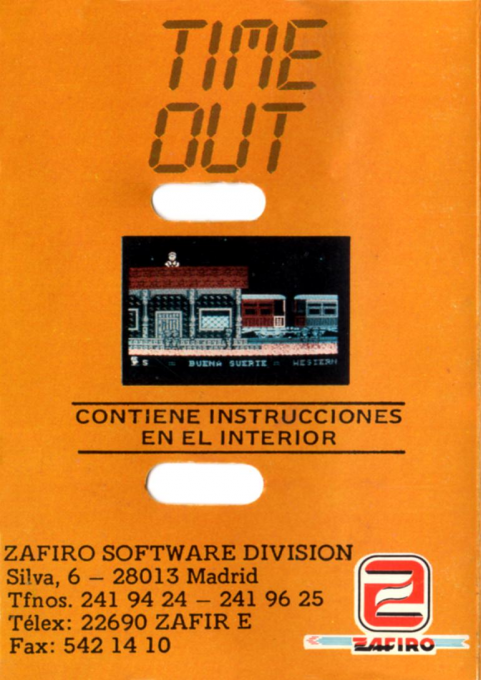 TIME
OUT
5 = BUENA SUERTE = WESTERN
CONTIENE INSTRUCCIONES
EN EL INTERIOR
ZAFIRO SOFTWARE DIVISION
Silva, 6 — 28013 Madrid
Tfnos. 241 94 24 — 241 96 25
Télex: 22690 ZAFIR E
Fax: 542 14 10
ZAFIRO